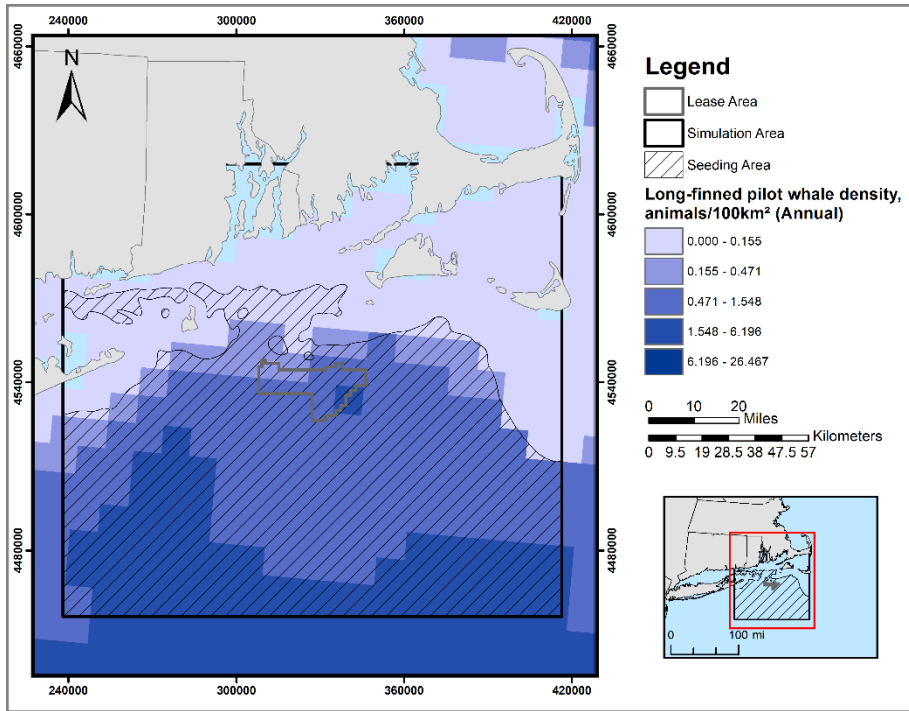 240000 300000 360000 420000
4660000 4660000
N
4600000 4600000
4540000 4540000
4480000 4480000
240000 300000 360000 420000
Legend
Lease Area
Simulation Area
Seeding Area
Long-finned pilot whale density,
animals/100km² (Annual)
0.000 - 0.155
0.155 - 0.471
0.471 - 1.548
1.548 - 6.196
6.196 - 26.467
0 10 20
Miles
Kilometers
0 9.5 19 28.5 38 47.5 57
0 100 mi